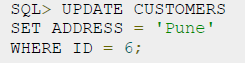 SQL> UPDATE CUSTOMERS
SET ADDRESS = 'Pune'
WHERE ID = 6;